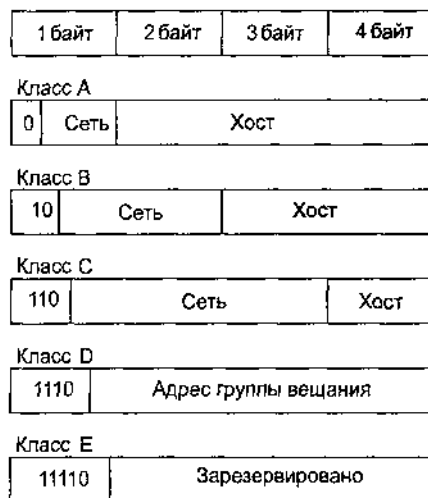 1 байт 2 байт 3 байт 4 байт
Класс A
0 Сеть Хост
Класс B
10 Сеть Хост
Класс C
110 Сеть Хост
Класс D
1110 Адрес группы вещания
Класс E
11110 Зарезервировано